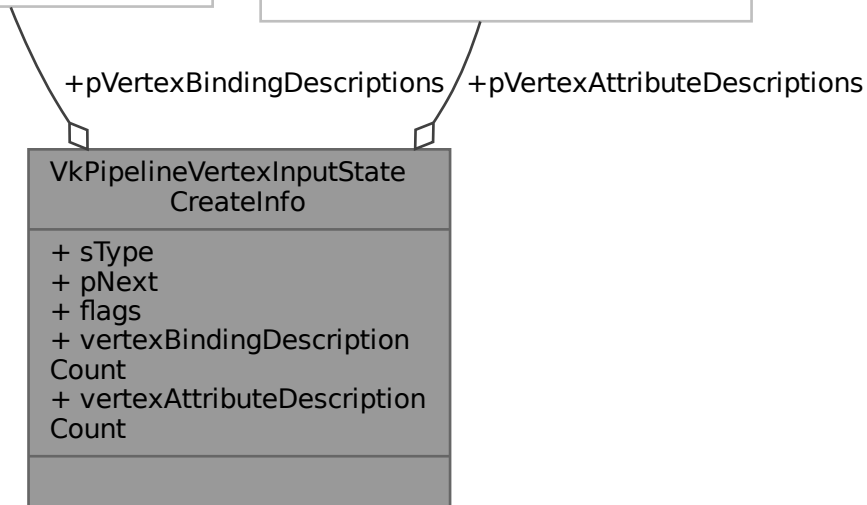 +pVertexBindingDescriptions
+pVertexAttributeDescriptions
VkPipelineVertexInputState
CreateInfo
+ sType
+ pNext
+ flags
+ vertexBindingDescription
Count
+ vertexAttributeDescription
Count